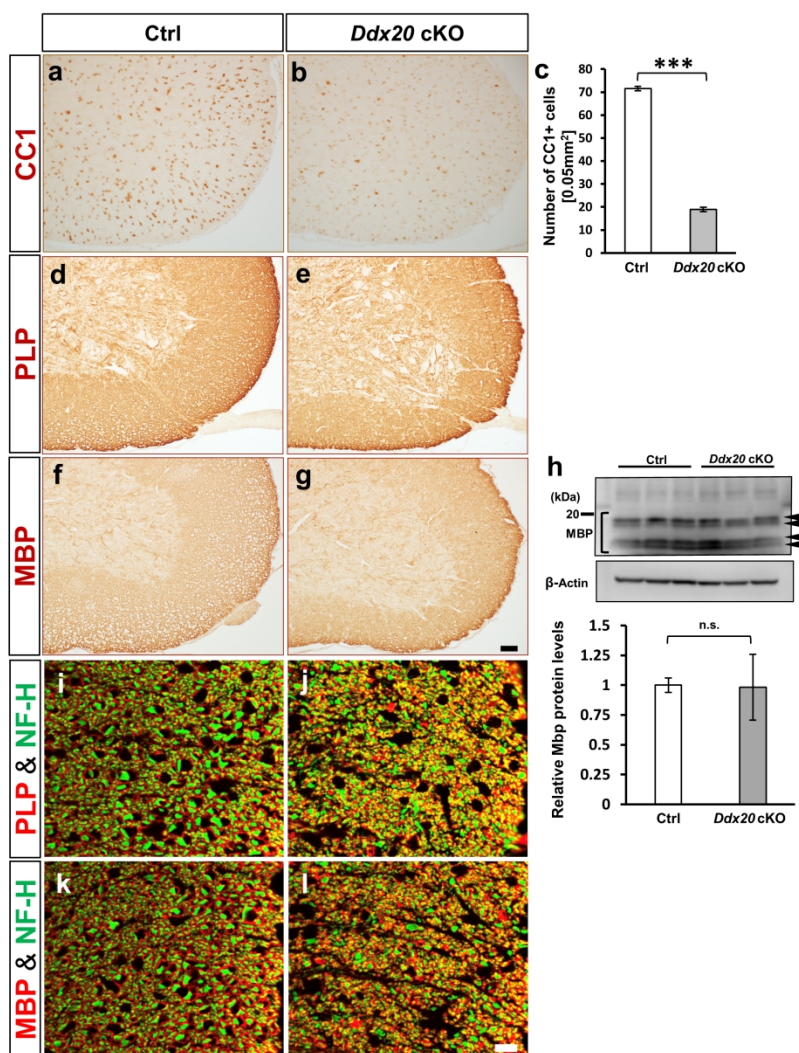 Ctrl
Ddx20 cKO
CC1
a
b
c
***
Number of CC1+ cells
[0.05mm²]
80
70
60
50
40
30
20
10
0
Ctrl
Ddx20 cKO
PLP
d
e
MBP
f
g
h
Ctrl
Ddx20 cKO
(kDa)
20
MBP
β-Actin
n.s.
Relative Mbp protein levels
1.5
1.25
1
0.75
0.5
0.25
0
Ctrl
Ddx20 cKO
PLP & NF-H
i
j
MBP & NF-H
k
l